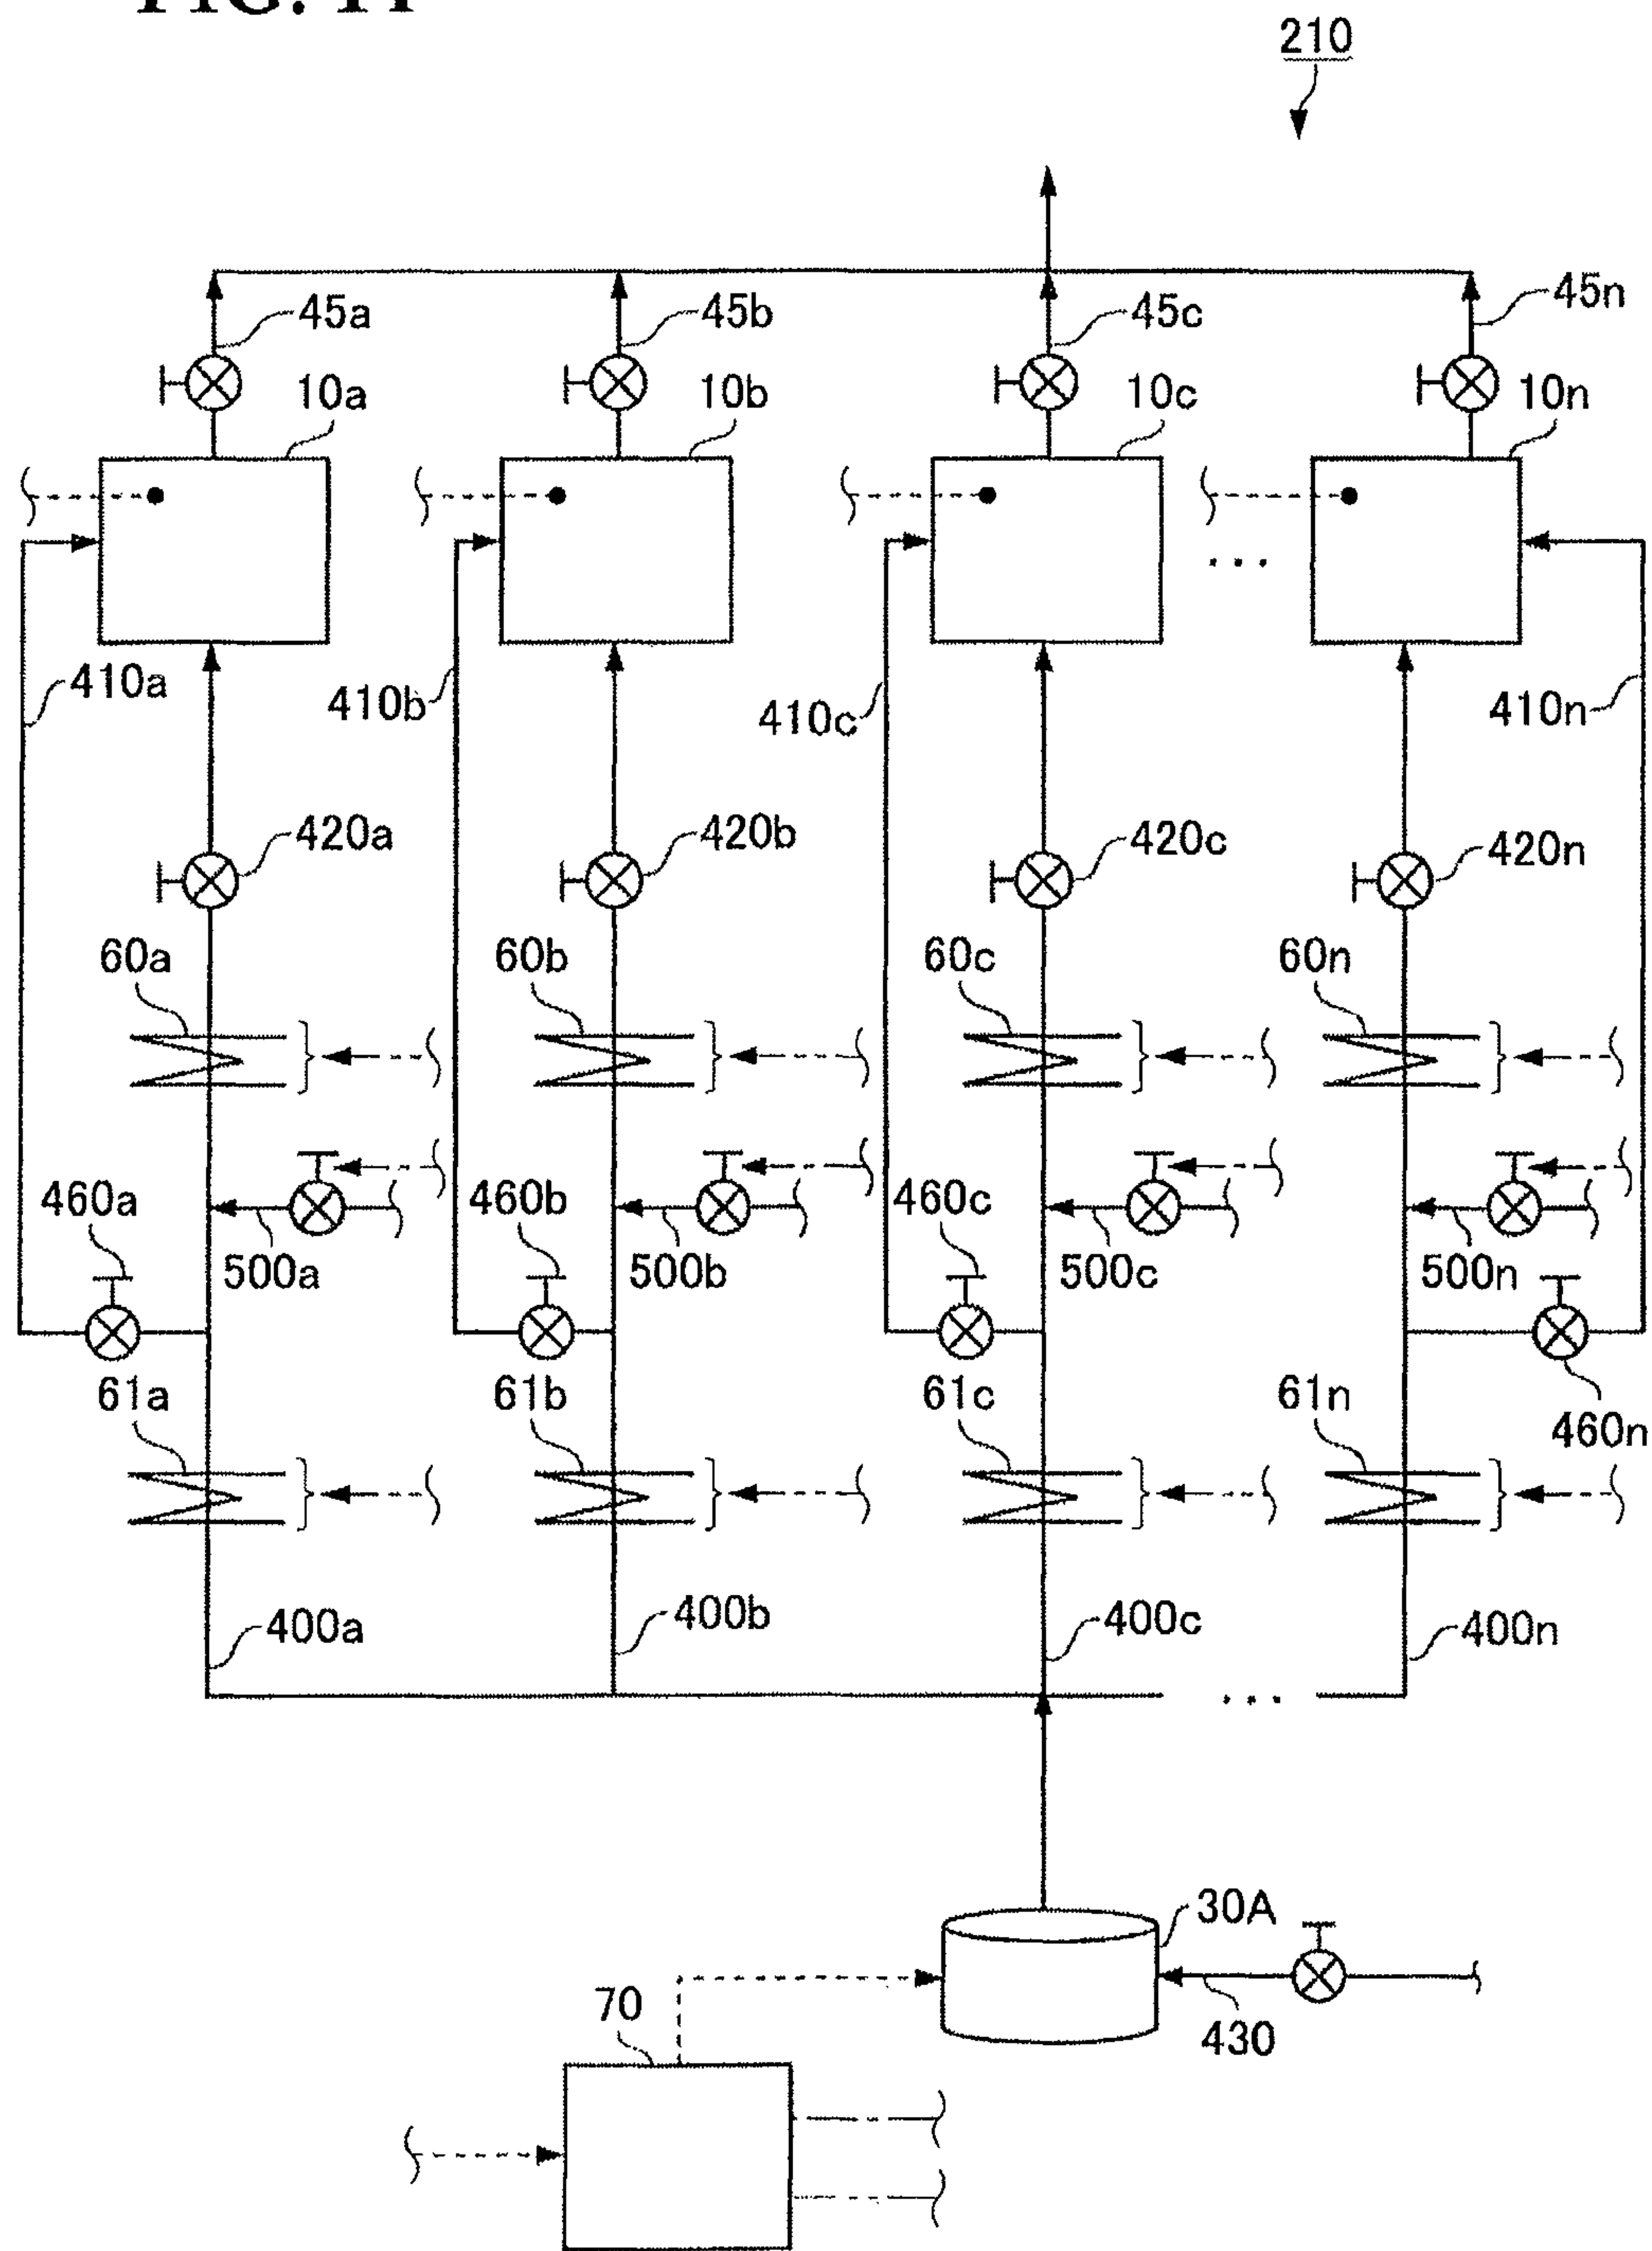 FIG. 11
210
45a 45b 45c 45n
10a 10b 10c 10n
...
410a 410b 410c 410n
420a 420b 420c 420n
60a 60b 60c 60n
460a 460b 460c
500a 500b 500c 500n
61a 61b 61c 61n
460n
400a 400b 400c 400n
...
30A
70
430